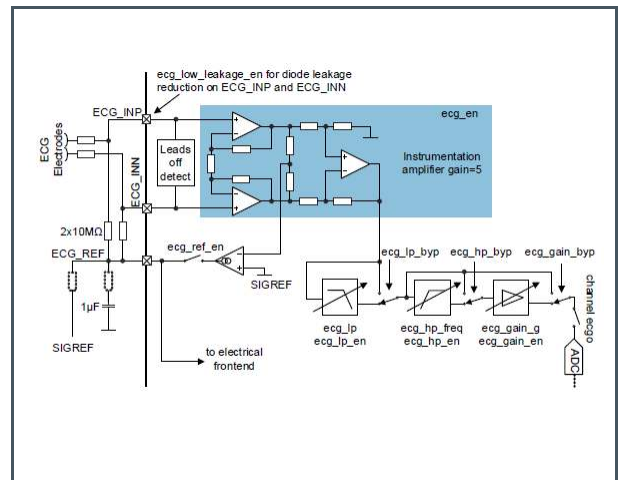 ecg_low_leakage_en for diode leakage
reduction on ECG_INP and ECG_INN
ECG_INP
ecg_en
ECG
Electrodes
Leads
off
detect
Instrumentation
amplifier gain=5
ECG_INN
2x10MΩ
ECG_REF
ecg_ref_en
SIGREF
ecg_lp_byp
ecg_hp_byp
ecg_gain_byp
channel ecgo
1µF
SIGREF
to electrical
frontend
ecg_lp
ecg_lp_en
ecg_hp_freq
ecg_hp_en
ecg_gain_g
ecg_gain_en
ADC